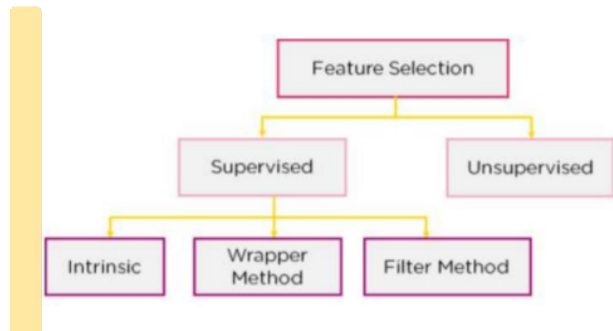 Feature Selection
Supervised
Unsupervised
Intrinsic
Wrapper
Method
Filter Method